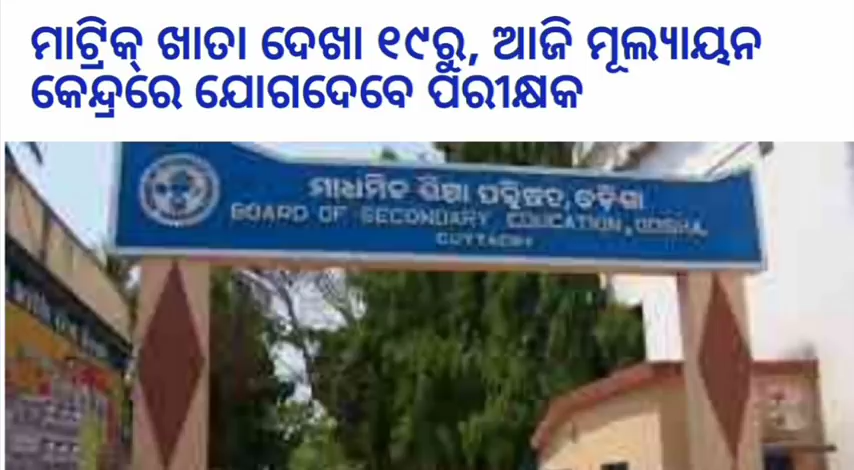 ମାଟ୍ରିକ୍ ଖାତା ଦେଖା ୧୯ରୁ, ଆଜି ମୂଲ୍ୟାୟନ
କେନ୍ଦ୍ରରେ ଯୋଗଦେବେ ପରୀକ୍ଷକ
ମାଧ୍ୟମିକ ଶିକ୍ଷା ପରିଷଦ, ଓଡ଼ିଶା
BOARD OF SECONDARY EDUCATION, ODISHA,
CUTTACK